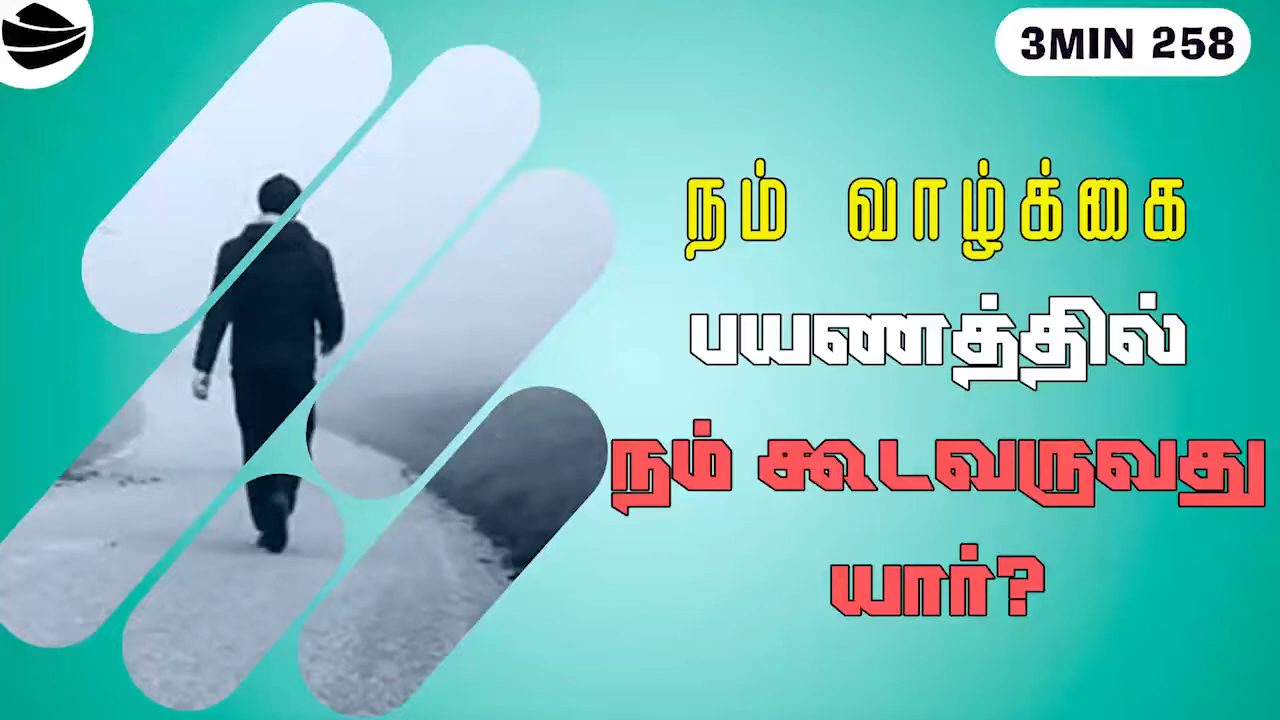 3MIN 258
நம் வாழ்க்கை
பயணத்தில்
நம் கூடவருவது
யார்?